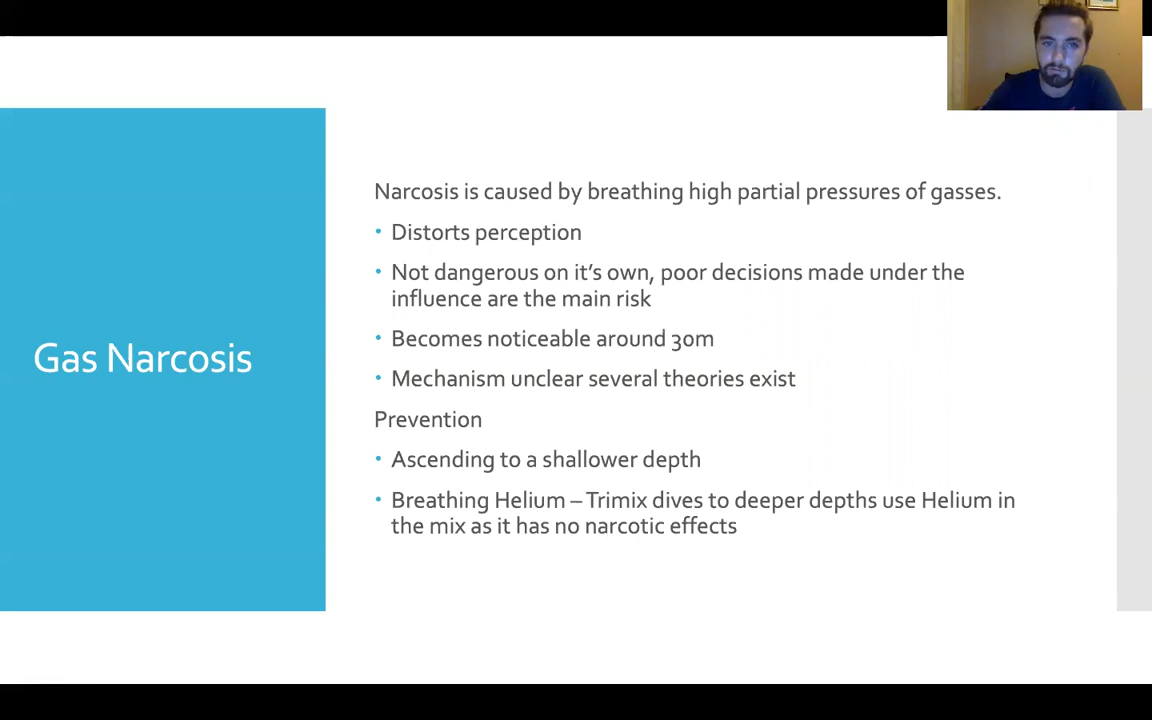 Gas Narcosis
Narcosis is caused by breathing high partial pressures of gasses.
• Distorts perception
• Not dangerous on it’s own, poor decisions made under the
influence are the main risk
• Becomes noticeable around 30m
• Mechanism unclear several theories exist
Prevention
• Ascending to a shallower depth
• Breathing Helium – Trimix dives to deeper depths use Helium in
the mix as it has no narcotic effects